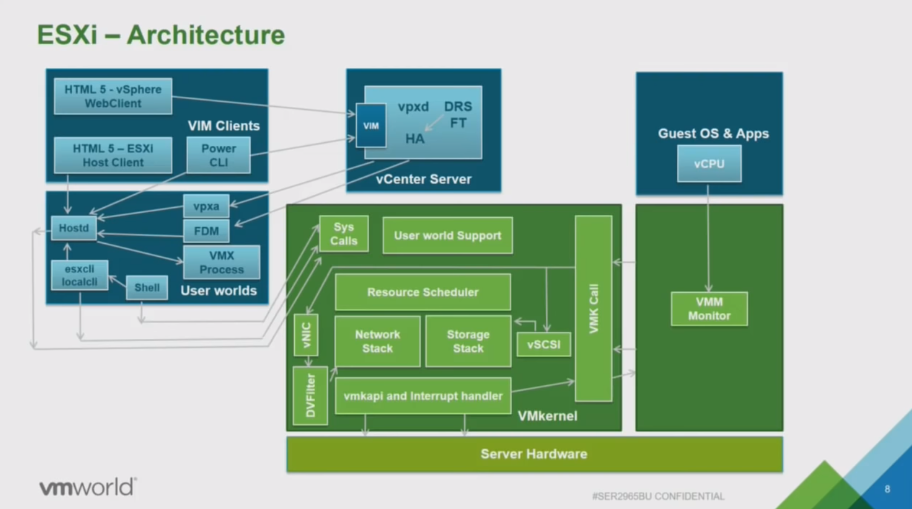 ESXi – Architecture
HTML 5 - vSphere
WebClient
VIM Clients
HTML 5 – ESXi
Host Client
Power
CLI
VIM
vpxd
DRS
FT
HA
vCenter Server
Guest OS & Apps
vCPU
vpxa
Hostd
FDM
VMX
Process
esxcli
localcli
Shell
User worlds
Sys
Calls
User world Support
Resource Scheduler
vNIC
Network
Stack
Storage
Stack
vSCSI
VMK Call
DVFilter
vmkapi and Interrupt handler
VMkernel
VMM
Monitor
Server Hardware
vmworld®
#SER2965BU CONFIDENTIAL
8